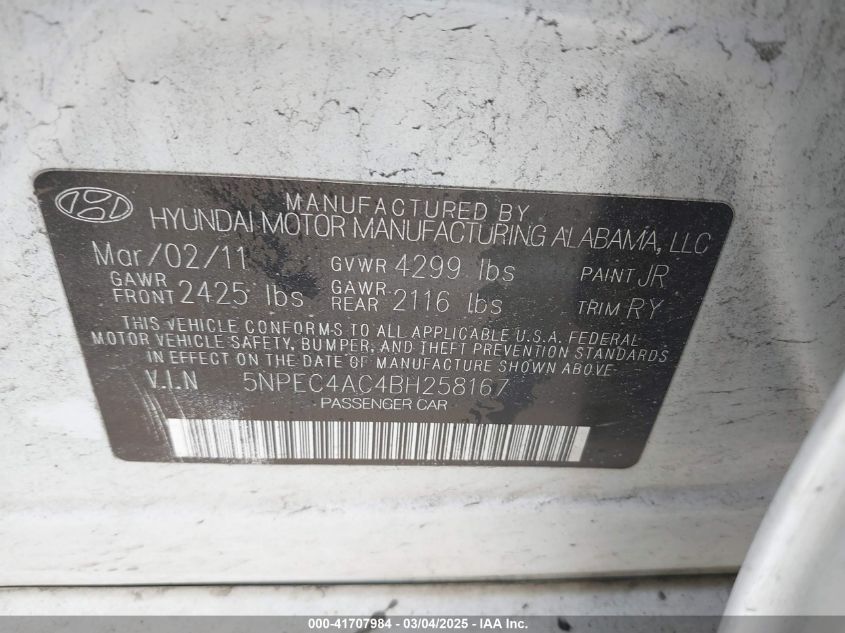 MANUFACTURED BY
HYUNDAI MOTOR MANUFACTURING ALABAMA, LLC
Mar/02/11 GVWR 4299 lbs PAINT JR
GAWR FRONT 2425 lbs GAWR REAR 2116 lbs TRIM RY
THIS VEHICLE CONFORMS TO ALL APPLICABLE U.S.A. FEDERAL
MOTOR VEHICLE SAFETY, BUMPER, AND THEFT PREVENTION STANDARDS
IN EFFECT ON THE DATE OF MANUFACTURE SHOWN ABOVE.
V.I.N 5NPEC4AC4BH258167
PASSENGER CAR
000-41707984 — 03/04/2025 — IAA Inc.